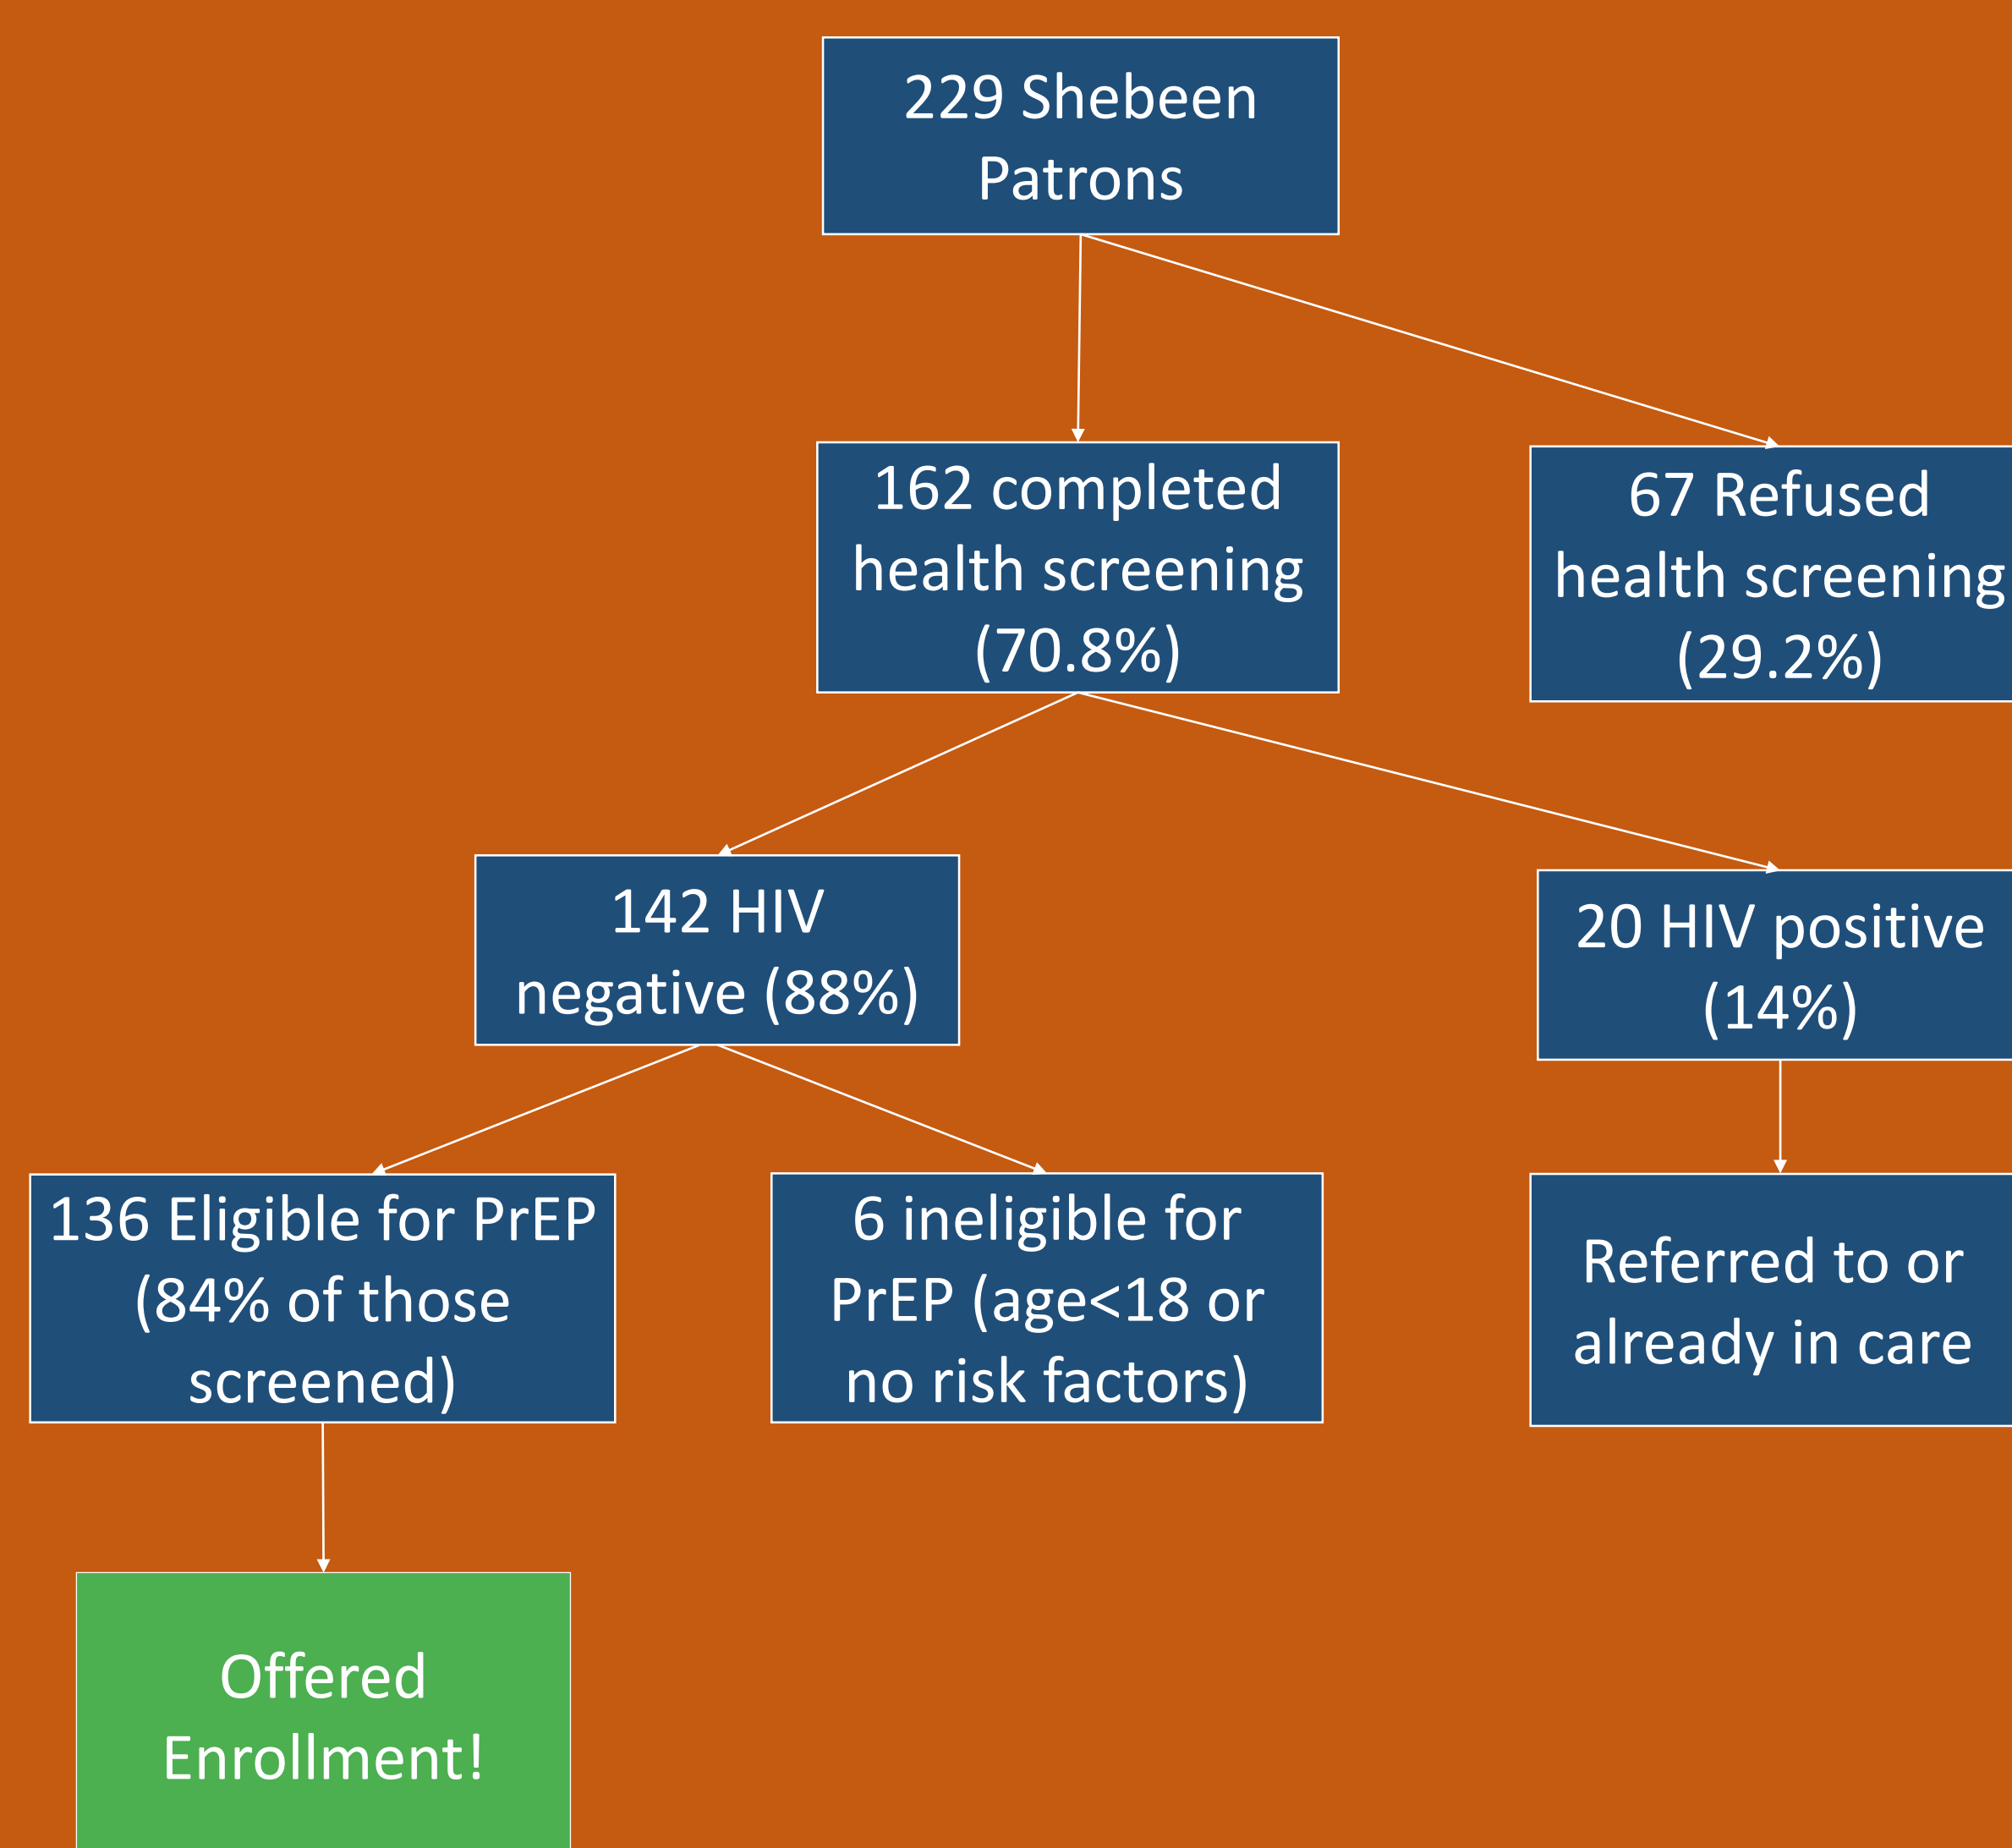 229 Shebeen
Patrons
162 completed
health screening
(70.8%)
67 Refused
health screening
(29.2%)
142 HIV
negative (88%)
20 HIV positive
(14%)
136 Eligible for PrEP
(84% of those
screened)
6 ineligible for
PrEP (age<18 or
no risk factors)
Referred to or
already in care
Offered
Enrollment!